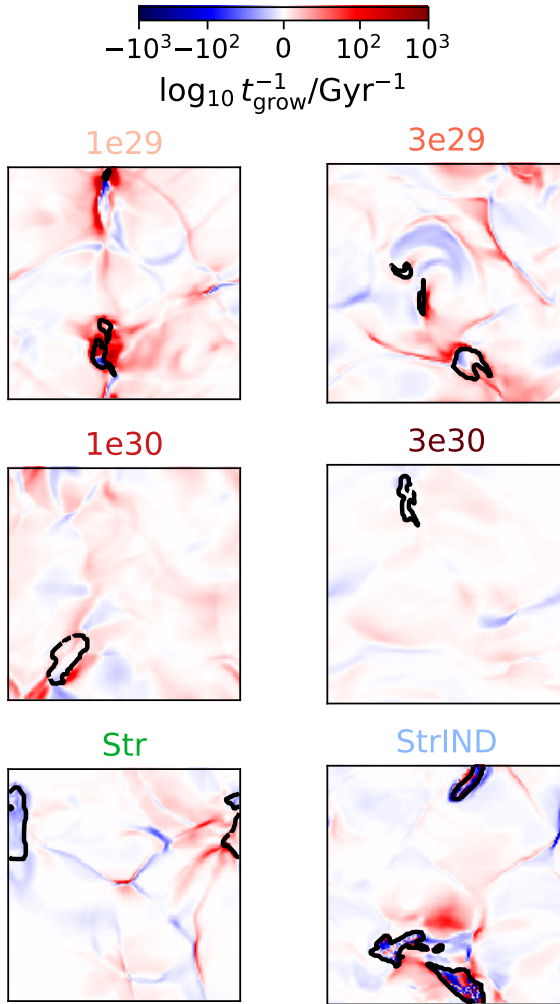 −10³ −10² 0 10² 10³
log₁₀ t⁻¹grow/Gyr⁻¹
1e29 3e29
1e30 3e30
Str StrIND